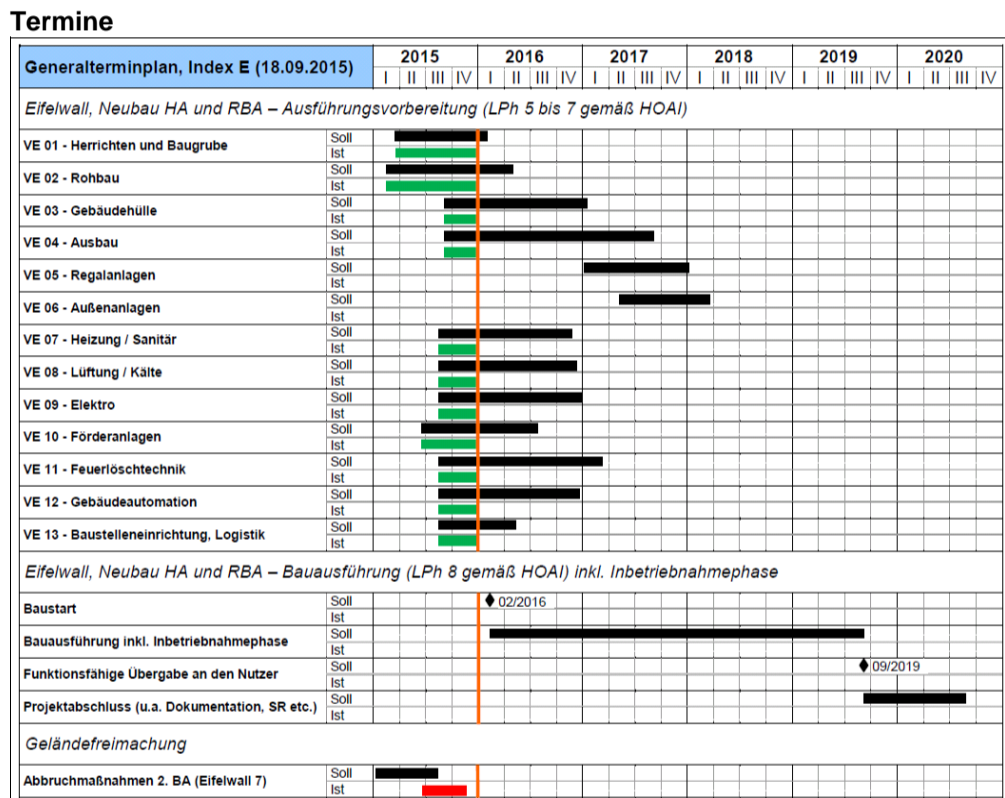 Termine
Generalterminplan, Index E (18.09.2015)
2015 2016 2017 2018 2019 2020
I II III IV I II III IV I II III IV I II III IV I II III IV I II III IV
Eifelwall, Neubau HA und RBA – Ausführungsvorbereitung (LPh 5 bis 7 gemäß HOAI)
VE 01 - Herrichten und Baugrube
Soll
Ist
VE 02 - Rohbau
Soll
Ist
VE 03 - Gebäudehülle
Soll
Ist
VE 04 - Ausbau
Soll
Ist
VE 05 - Regalanlagen
Soll
Ist
VE 06 - Außenanlagen
Soll
Ist
VE 07 - Heizung / Sanitär
Soll
Ist
VE 08 - Lüftung / Kälte
Soll
Ist
VE 09 - Elektro
Soll
Ist
VE 10 - Förderanlagen
Soll
Ist
VE 11 - Feuerlöschtechnik
Soll
Ist
VE 12 - Gebäudeautomation
Soll
Ist
VE 13 - Baustelleneinrichtung, Logistik
Soll
Ist
Eifelwall, Neubau HA und RBA – Bauausführung (LPh 8 gemäß HOAI) inkl. Inbetriebnahmephase
Baustart
Soll
02/2016
Ist
Bauausführung inkl. Inbetriebnahmephase
Soll
Ist
Funktionsfähige Übergabe an den Nutzer
Soll
09/2019
Ist
Projektabschluss (u.a. Dokumentation, SR etc.)
Soll
Ist
Geländefreimachung
Abbruchmaßnahmen 2. BA (Eifelwall 7)
Soll
Ist